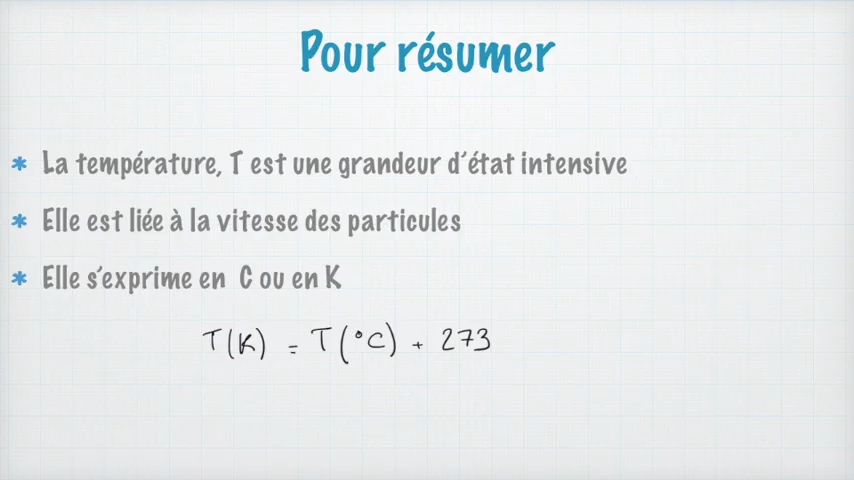 Pour résumer
* La température, T est une grandeur d'état intensive
* Elle est liée à la vitesse des particules
* Elle s'exprime en C ou en K
T(K) = T(°C) + 273